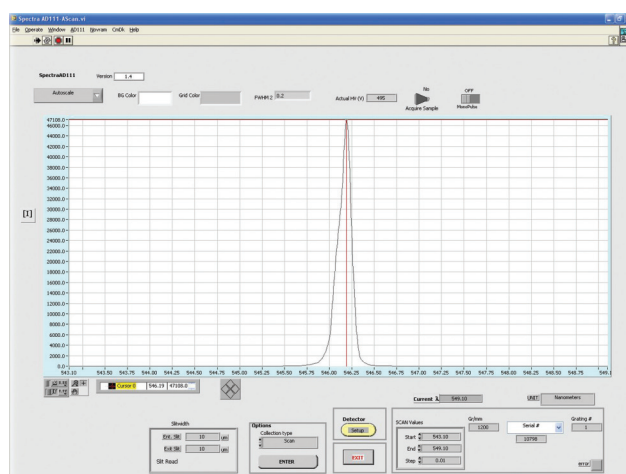 Spectra AD111-AScan.vi
File Operate Window AD111 Novram CmDk Help
SpectraAD111 Version 1.4
Autoscale BG Color Grid Color FWHM 2 0.2 Actual HV (V) 485 No Acquire Sample OFF MonoPulse
47108.0
46000.0
44000.0
42000.0
40000.0
38000.0
36000.0
34000.0
32000.0
30000.0
28000.0
26000.0
24000.0
22000.0
20000.0
18000.0
16000.0
14000.0
12000.0
10000.0
8000.0
6000.0
4000.0
2000.0
0.0
[I]
543.10 543.50 543.75 544.00 544.25 544.50 544.75 545.00 545.25 545.50 545.75 546.00 546.25 546.50 546.75 547.00 547.25 547.50 547.75 548.00 548.25 548.50 548.75 549.1
Cursor 0 546.19 47108.0
Current λ 549.10 UNIT: Nanometers
Slitwidth
Ent. Slit 10 um
Exit Slit 10 um
Slit Read
Options
Collection type
Scan
ENTER
Detector
Setup
EXIT
SCAN Values
Start 543.10
End 549.10
Step 0.01
Gr/mm
1200
Serial #
10798
Grating #
1
error